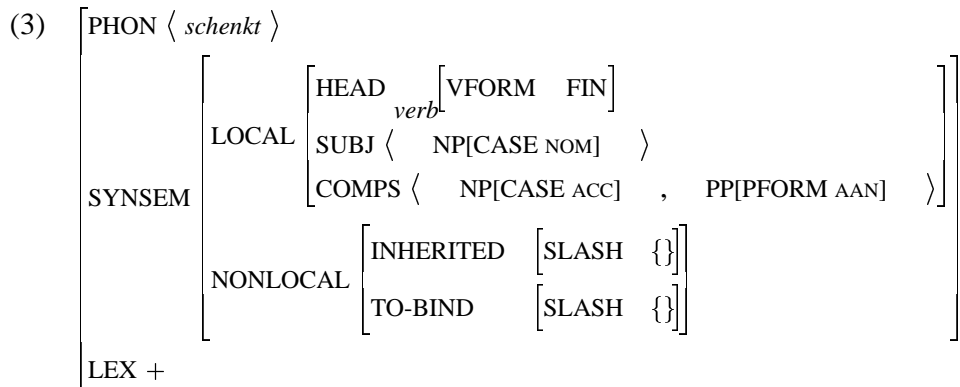 (3)
PHON ⟨ schenkt ⟩
HEAD verb[VFORM FIN]
LOCAL SUBJ ⟨ NP[CASE NOM] ⟩
COMPS ⟨ NP[CASE ACC] , PP[PFORM AAN] ⟩
SYNSEM
INHERITED [SLASH {}]
NONLOCAL
TO-BIND [SLASH {}]
LEX +